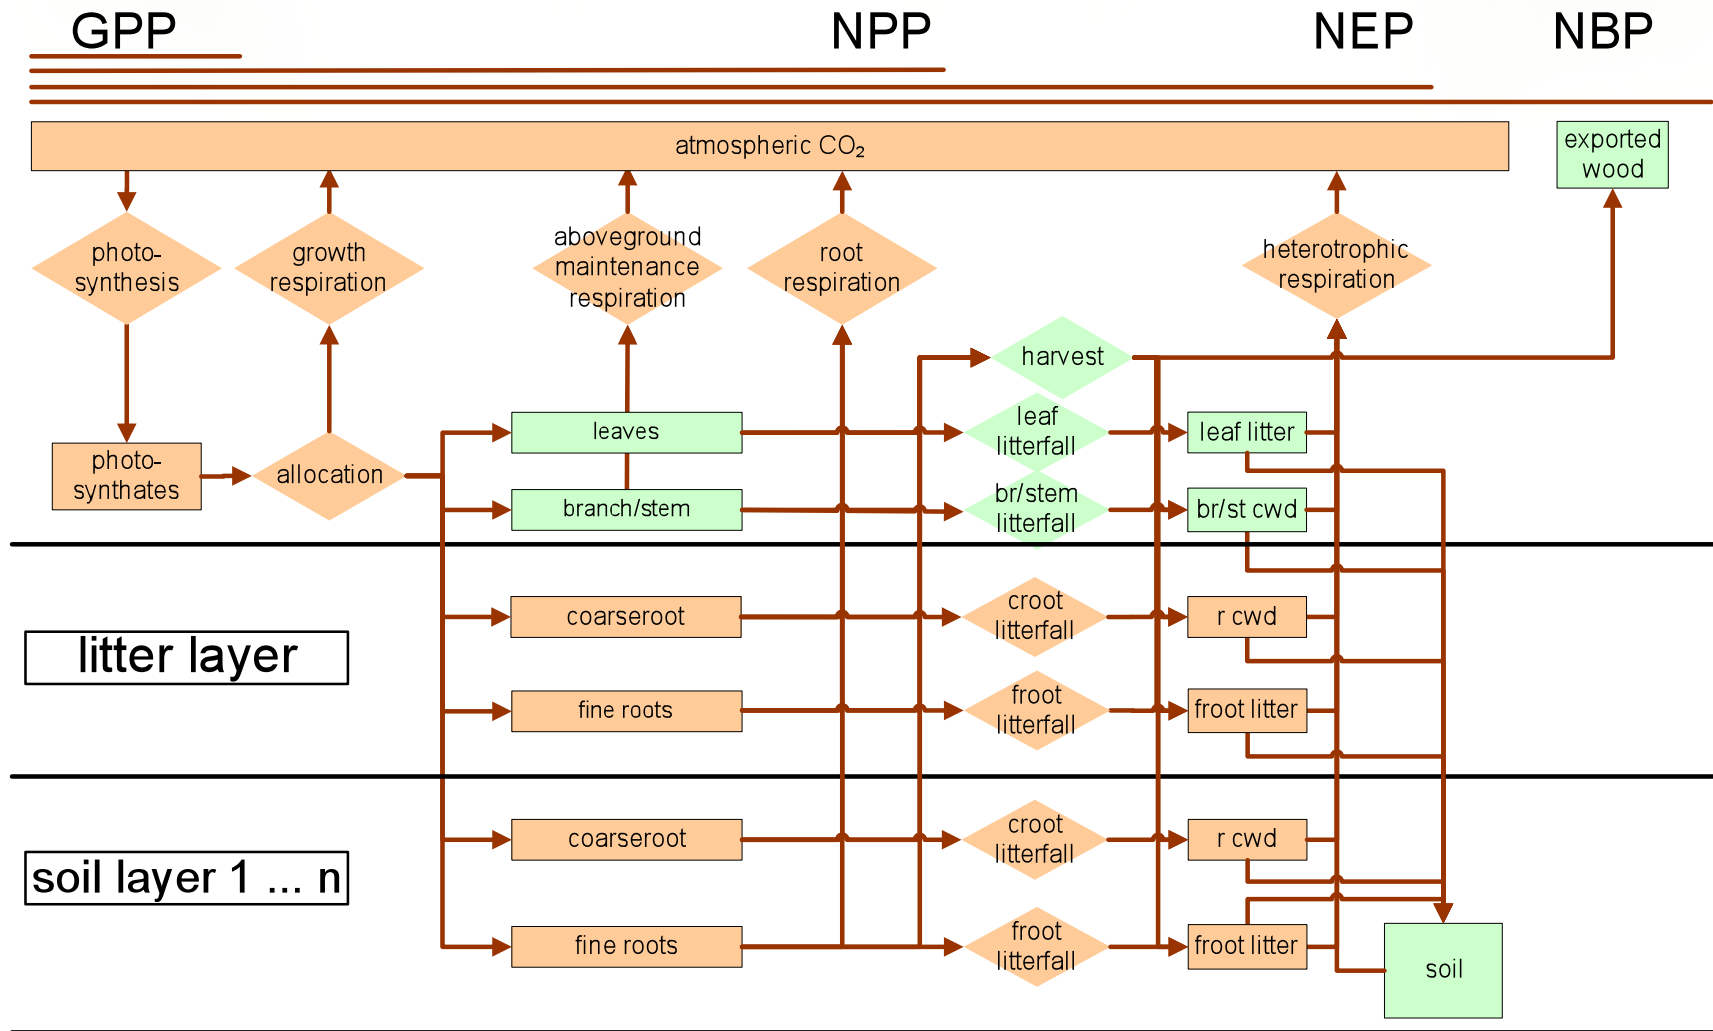 GPP
NPP
NEP
NBP
atmospheric CO₂
exported
wood
photo-
synthesis
growth
respiration
aboveground
maintenance
respiration
root
respiration
heterotrophic
respiration
harvest
photo-
synthates
allocation
leaves
leaf
litterfall
leaf litter
branch/stem
br/stem
litterfall
br/st cwd
litter layer
coarseroot
croot
litterfall
r cwd
fine roots
froot
litterfall
froot litter
soil layer 1 ... n
coarseroot
croot
litterfall
r cwd
fine roots
froot
litterfall
froot litter
soil